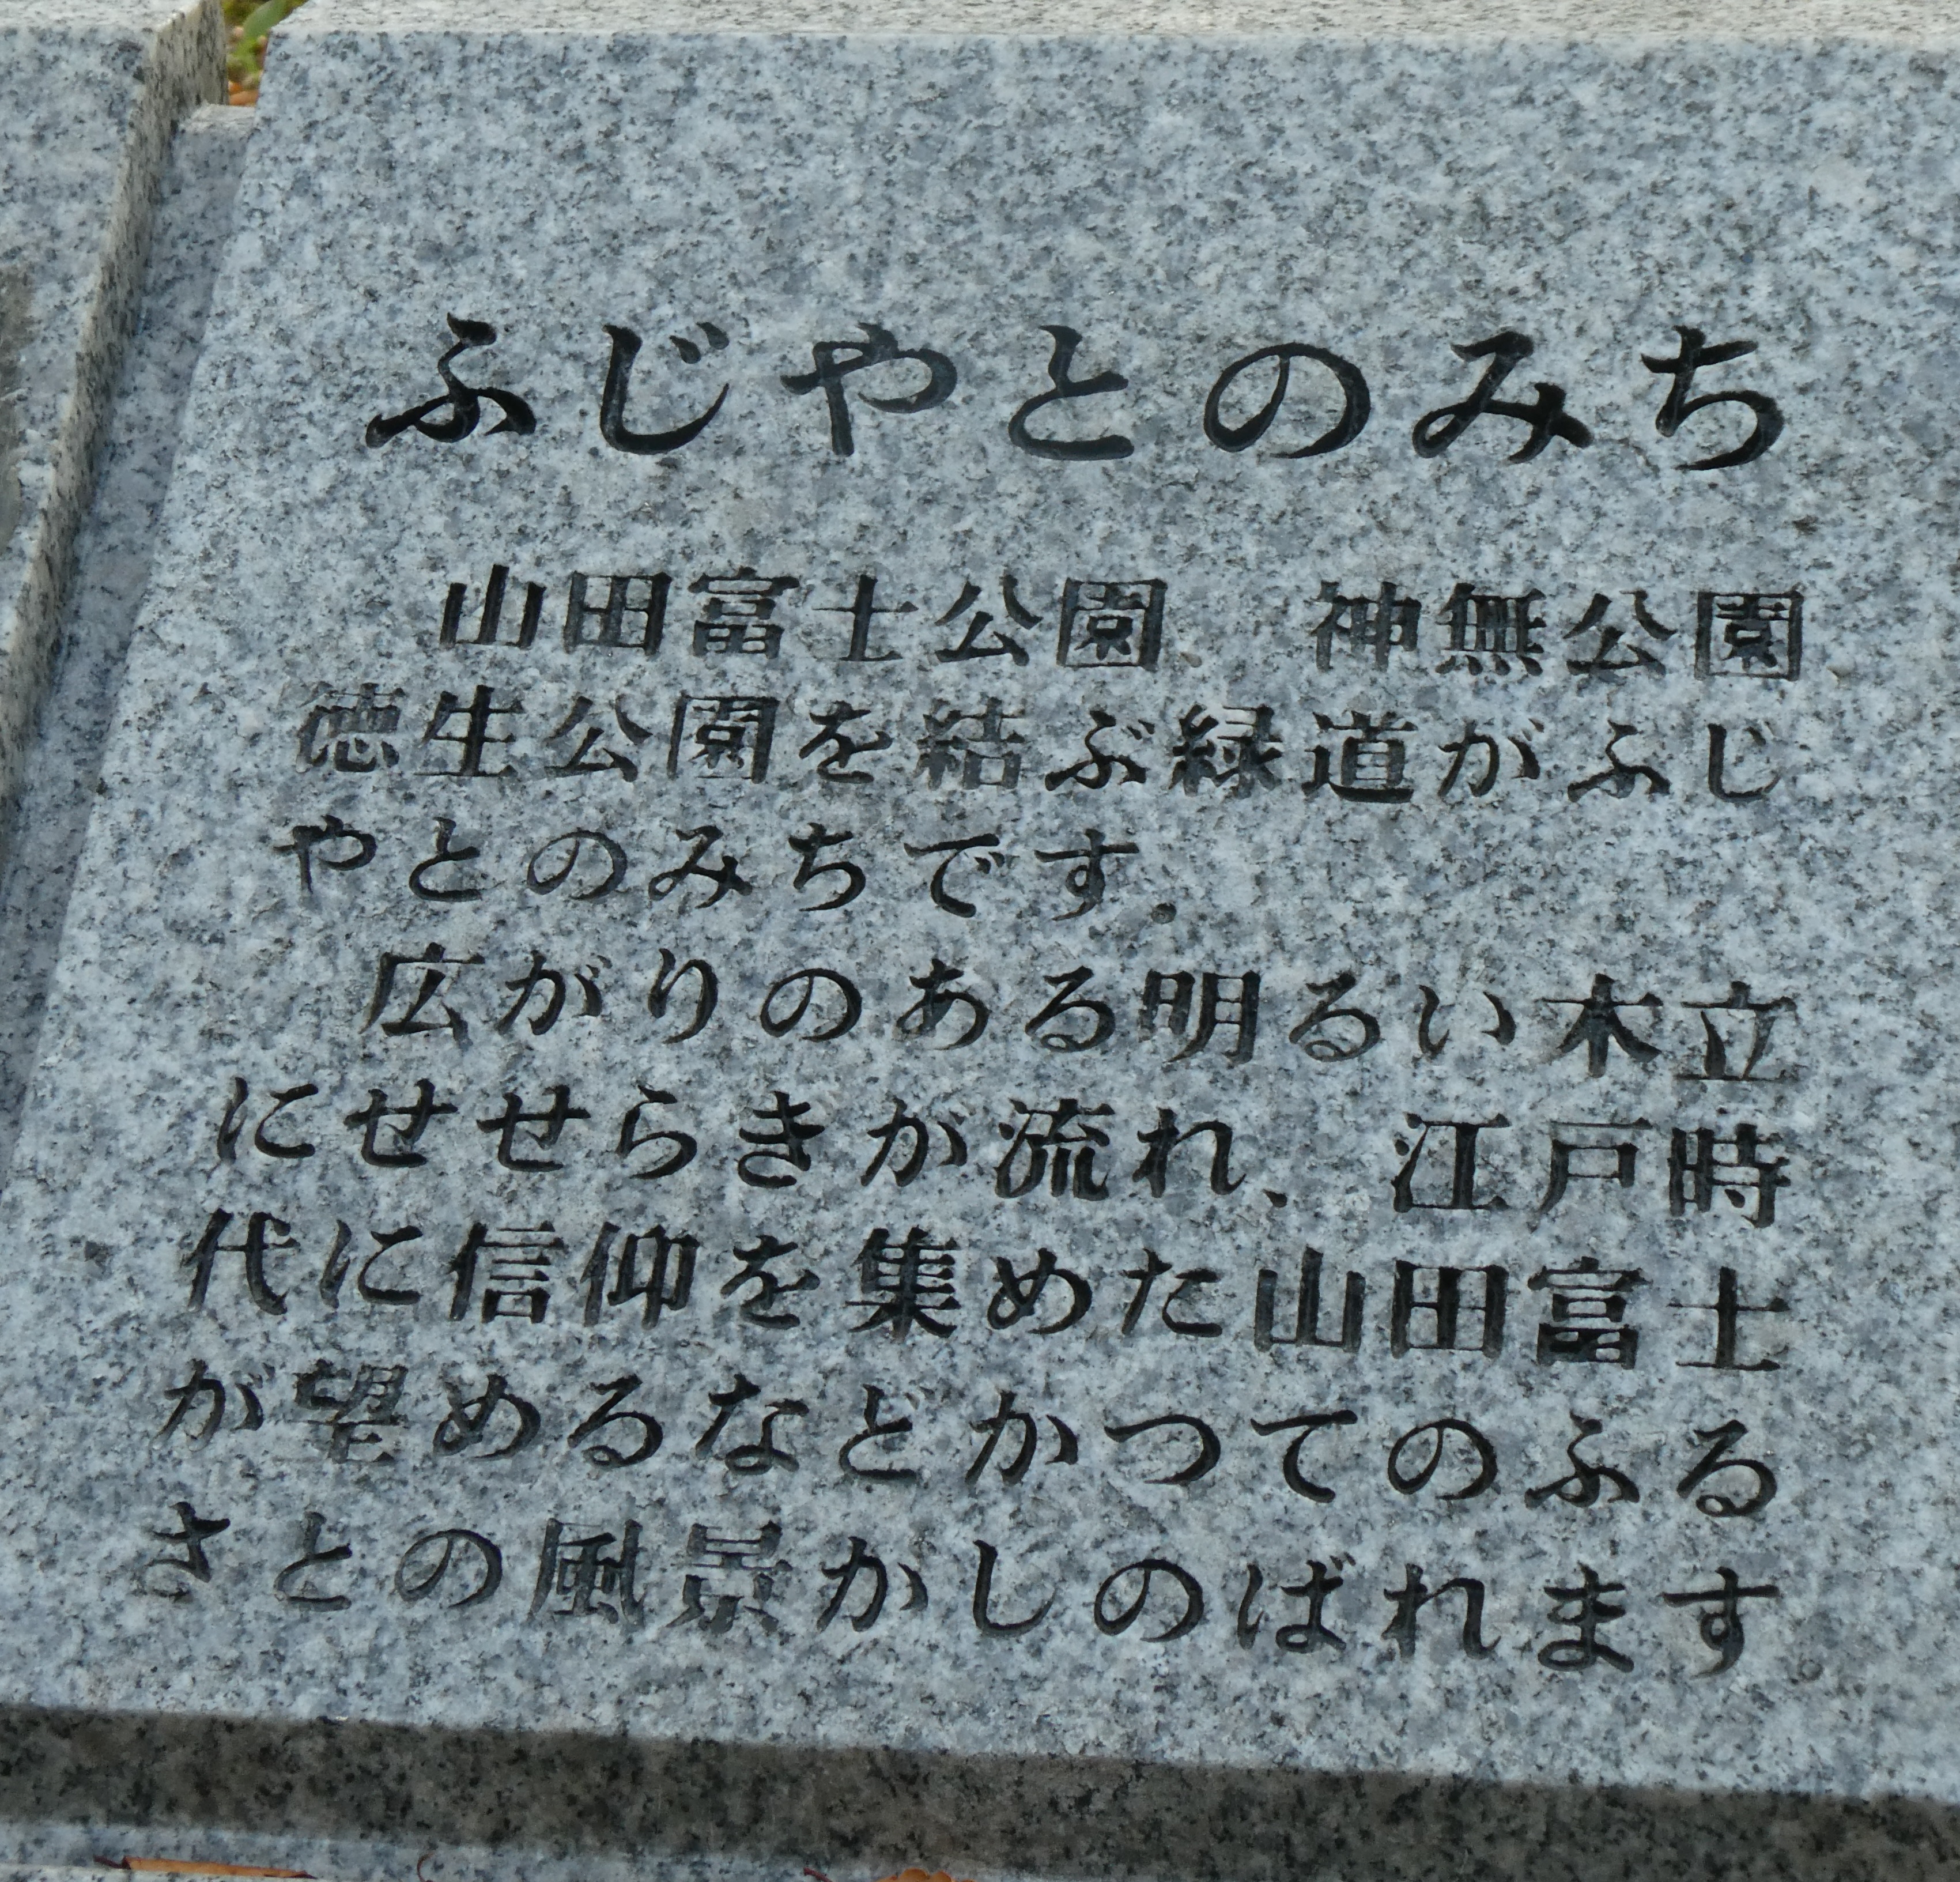 ふじやとのみち
山田富士公園、神無公園、
徳生公園を結ぶ緑道がふじ
やとのみちです。
広がりのある明るい木立
にせせらきが流れ、江戸時
代に信仰を集めた山田富士
が望めるなどかつてのふる
さとの風景かしのばれます。